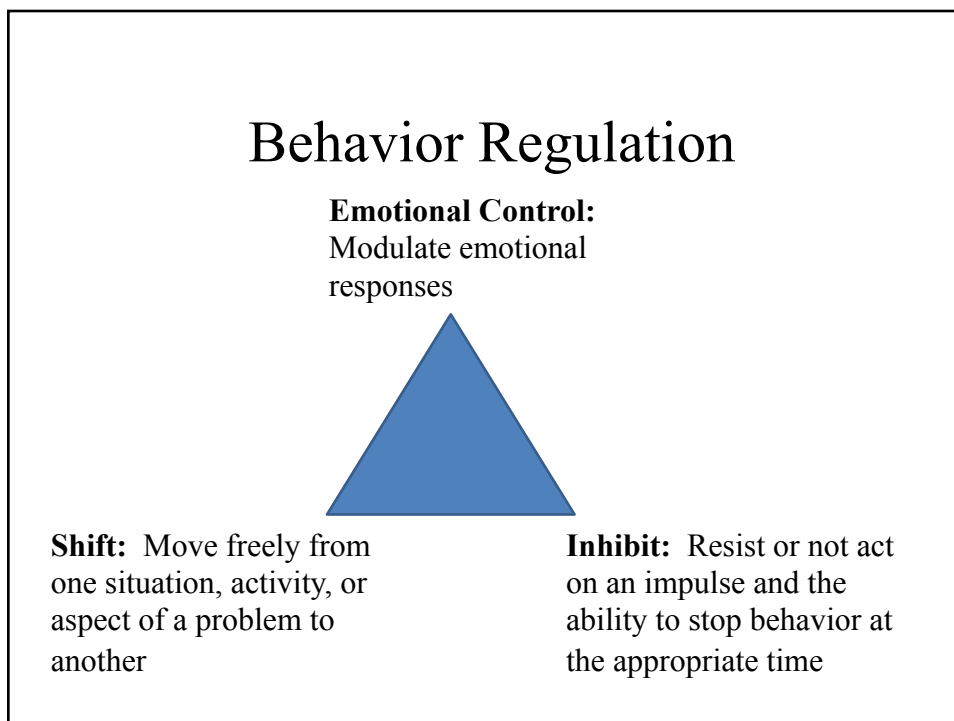 Behavior Regulation
Emotional Control:
Modulate emotional
responses
Shift:  Move freely from
one situation, activity, or
aspect of a problem to
another
Inhibit:  Resist or not act
on an impulse and the
ability to stop behavior at
the appropriate time